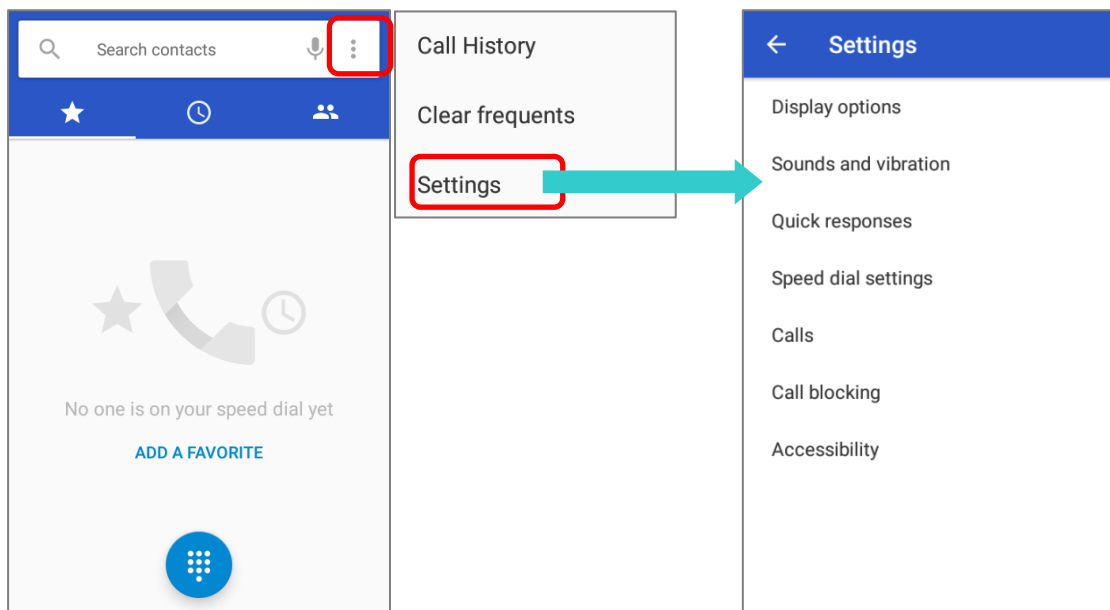 Search contacts
No one is on your speed dial yet
ADD A FAVORITE
Call History
Clear frequents
Settings
Settings
Display options
Sounds and vibration
Quick responses
Speed dial settings
Calls
Call blocking
Accessibility